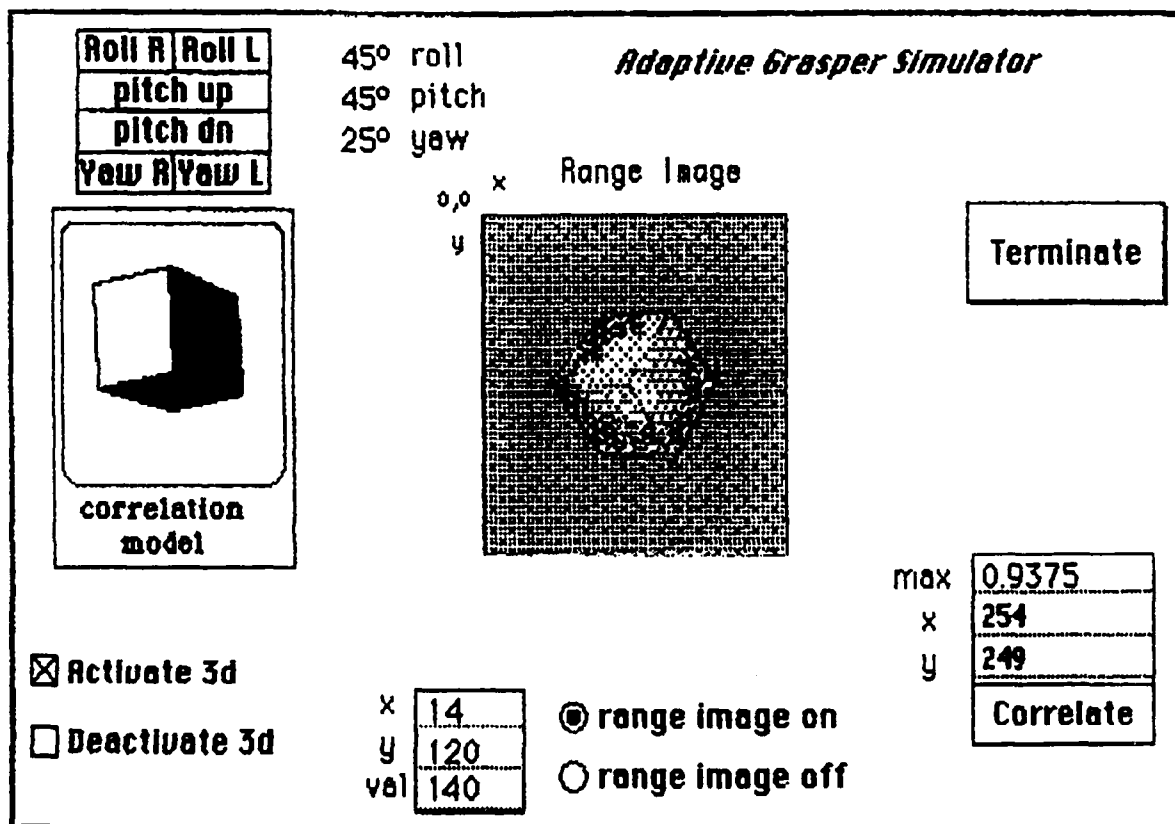 Roll R Roll L
pitch up
pitch dn
Yaw R Yaw L
45° roll
45° pitch
25° yaw
Adaptive Grasper Simulator
Range Image
0,0 x
y
Terminate
correlation
model
max 0.9375
x 254
y 249
Correlate
Activate 3d
Deactivate 3d
x 14
y 120
val 140
range image on
range image off